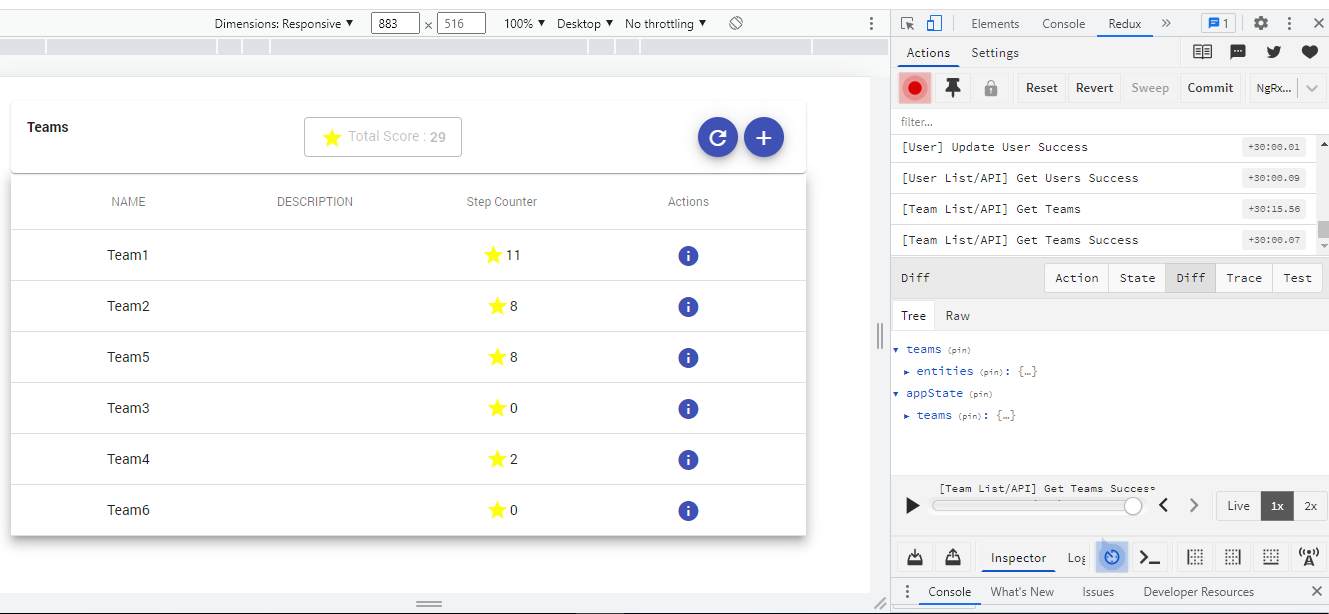 Dimensions: Responsive ▼ 883 × 516 100% ▼ Desktop ▼ No throttling ▼
Elements Console Redux » 1
Actions Settings
Reset Revert Sweep Commit NgRx...
filter...
[User] Update User Success +30:00.01
[User List/API] Get Users Success +30:00.09
[Team List/API] Get Teams +30:15.56
[Team List/API] Get Teams Success +30:00.07
Diff Action State Diff Trace Test
Tree Raw
teams (pin)
entities (pin): {…}
appState (pin)
teams (pin): {…}
[Team List/API] Get Teams Success
Live 1x 2x
Inspector Log
Console What's New Issues Developer Resources
Teams Total Score : 29
NAME DESCRIPTION Step Counter Actions
Team1 11
Team2 8
Team5 8
Team3 0
Team4 2
Team6 0